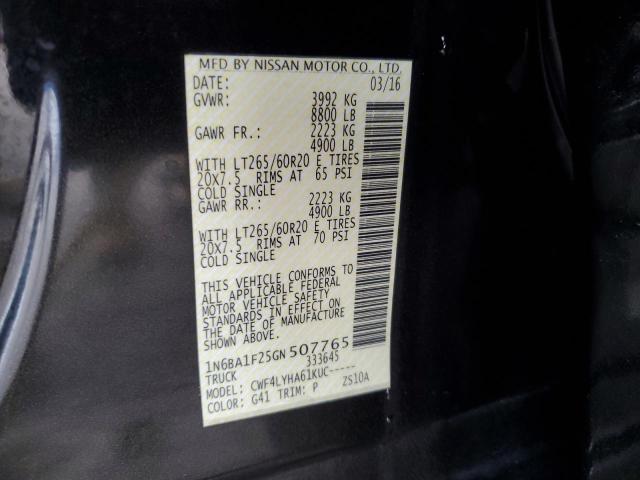 MFD BY NISSAN MOTOR CO., LTD.
DATE: 03/16
GVWR: 3992 KG
8800 LB
GAWR FR.: 2223 KG
4900 LB
WITH LT265/60R20 E TIRES
20X7.5 RIMS AT 65 PSI
COLD SINGLE
GAWR RR.: 2223 KG
4900 LB
WITH LT265/60R20 E TIRES
20X7.5 RIMS AT 70 PSI
COLD SINGLE
THIS VEHICLE CONFORMS TO
ALL APPLICABLE FEDERAL
MOTOR VEHICLE SAFETY
STANDARDS IN EFFECT ON
THE DATE OF MANUFACTURE
SHOWN ABOVE.
1N6BA1F25GN507765
TRUCK 333645
MODEL: CWF4LYHA61KUC-----
COLOR: G41 TRIM: P ZS10A